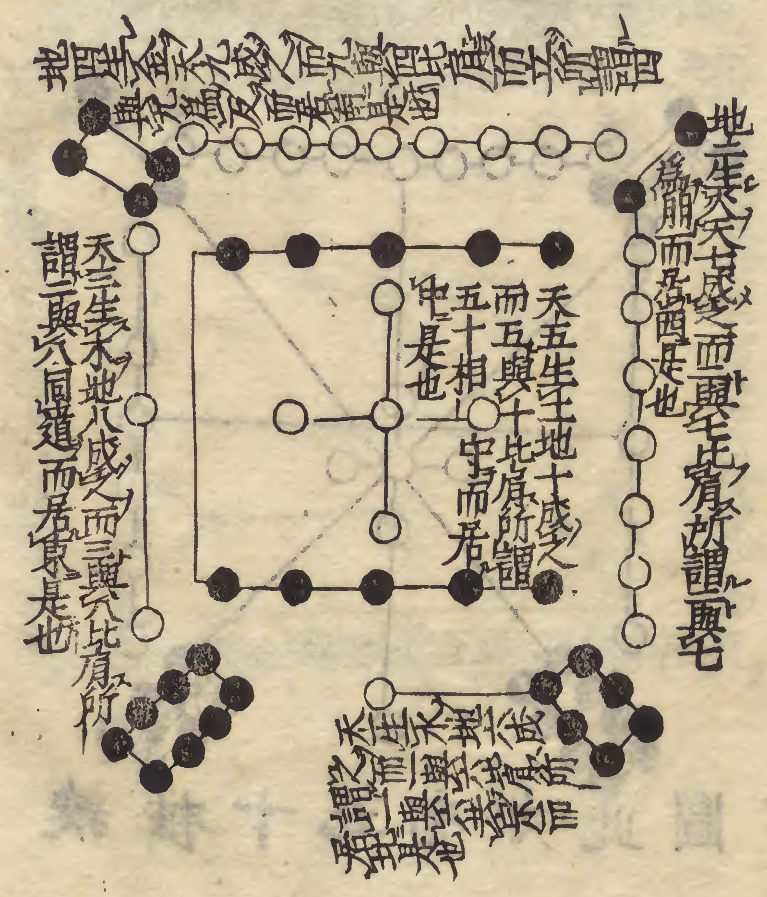 地四生金天九成之而九與四比肩而立所謂四
與九爲友而居是也
地二生火天七成之而二與七比肩所謂二與七
爲朋而居西是也
天五生土地十成之
而五與十比肩所謂
五十相守而居
中是也
天三生木地八成之而三與八比肩所
謂三與八同道而居東是也
天一生水地六成
之而一與六比肩所
謂一與六共宗而
居北是也